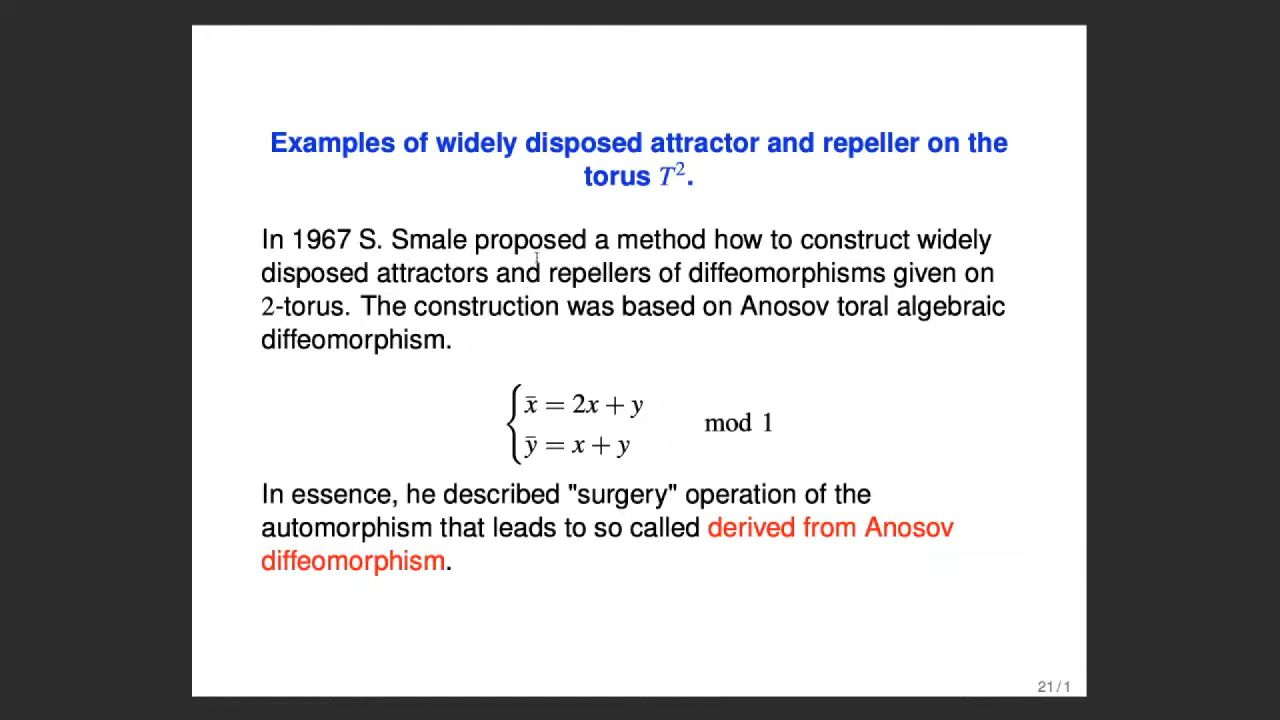 Examples of widely disposed attractor and repeller on the
torus T².
In 1967 S. Smale proposed a method how to construct widely
disposed attractors and repellers of diffeomorphisms given on
2-torus. The construction was based on Anosov toral algebraic
diffeomorphism.
x̄ = 2x + y
ȳ = x + y
mod 1
In essence, he described "surgery" operation of the
automorphism that leads to so called derived from Anosov
diffeomorphism.
21 / 1